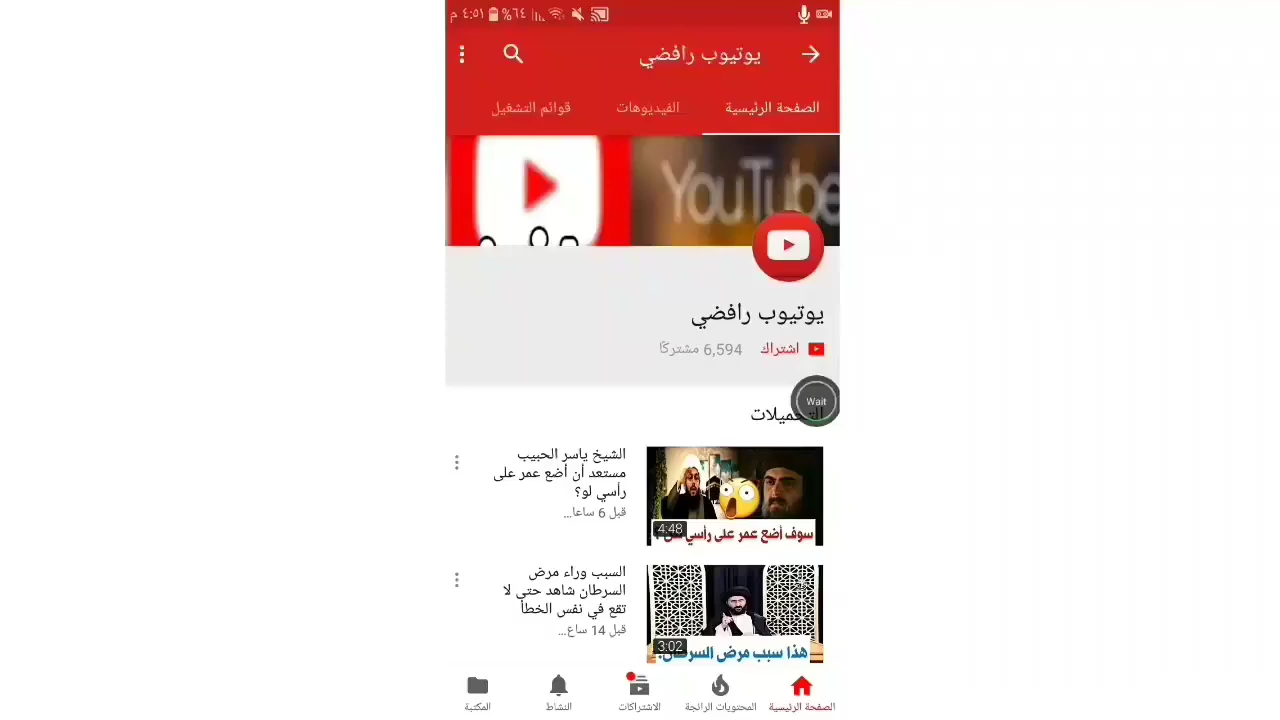 ٤:٥١ م ٦٤%
يوتيوب رافضي
الصفحة الرئيسية
الفيديوهات
قوائم التشغيل
YouTube
يوتيوب رافضي
اشتراك
6,594 مشتركًا
Wait
التحميلات
الشيخ ياسر الحبيب
مستعد أن أضع عمر على
رأسي لو؟
قبل 6 ساعا...
4:48
سوف أضع عمر على رأسي
السبب وراء مرض
السرطان شاهد حتى لا
تقع في نفس الخطأ
قبل 14 ساع...
3:02
هذا سبب مرض السرطان
الصفحة الرئيسية
المحتويات الرائجة
الاشتراكات
النشاط
المكتبة